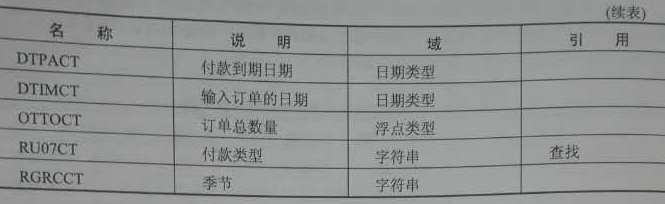 (续表)
名 称 说 明 域 引 用
DTPACT 付款到期日期 日期类型
DTIMCT 输入订单的日期 日期类型
OTTOCT 订单总数量 浮点类型
RU07CT 付款类型 字符串 查找
RGRCCT 季节 字符串